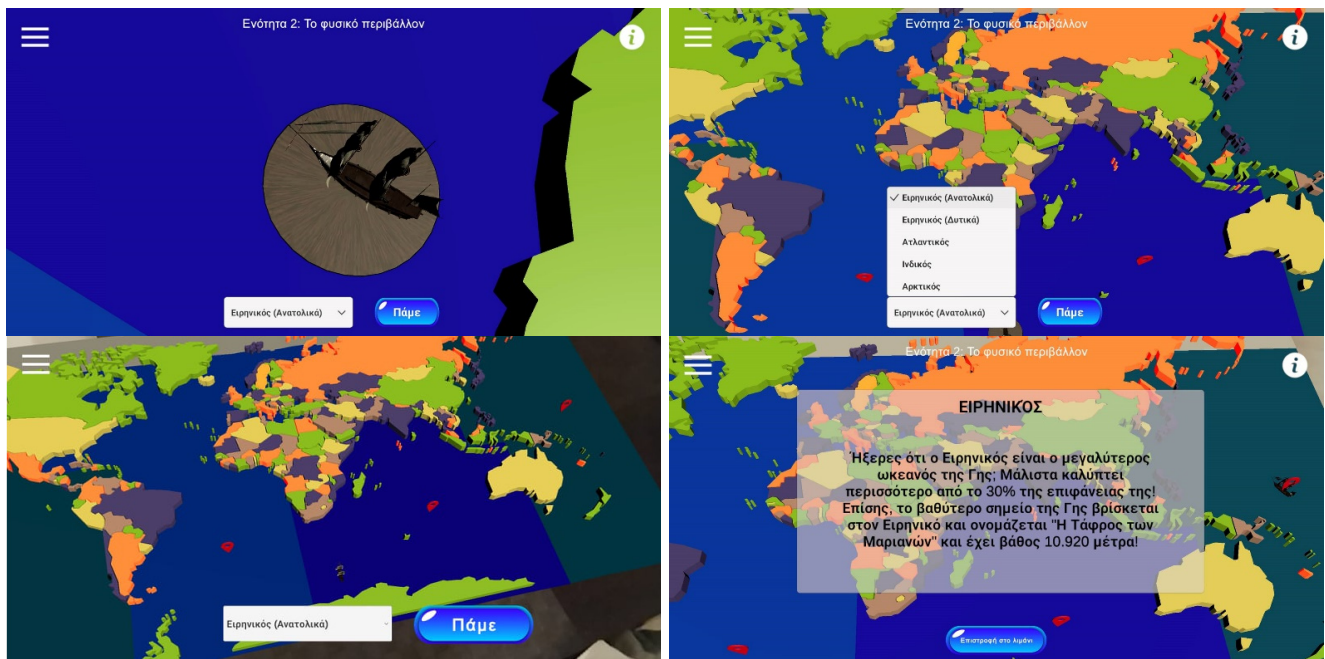 Ενότητα 2: Το φυσικό περιβάλλον
Ειρηνικός (Ανατολικά)
Πάμε
Ενότητα 2: Το φυσικό περιβάλλον
Ειρηνικός (Ανατολικά)
Ειρηνικός (Δυτικά)
Ατλαντικός
Ινδικός
Αρκτικός
Ειρηνικός (Ανατολικά)
Πάμε
Ειρηνικός (Ανατολικά)
Πάμε
Ενότητα 2: Το φυσικό περιβάλλον
ΕΙΡΗΝΙΚΟΣ
Ήξερες ότι ο Ειρηνικός είναι ο μεγαλύτερος
ωκεανός της Γης; Μάλιστα καλύπτει
περισσότερο από το 30% της επιφάνειας της!
Επίσης, το βαθύτερο σημείο της Γης βρίσκεται
στον Ειρηνικό και ονομάζεται "Η Τάφρος των
Μαριανών" και έχει βάθος 10.920 μέτρα!
Επιστροφή στο λιμάνι